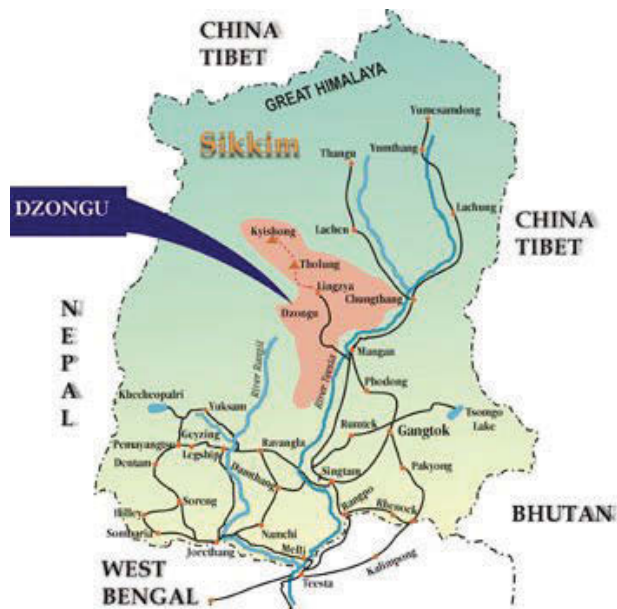 CHINA
TIBET
GREAT HIMALAYA
Sikkim
Yumesamdong
Thangu
Yumthang
DZONGU
Lachung
Lachen
CHINA
TIBET
Kyishong
Tholung
Lingzya
Chungthang
Dzongu
NEPAL
Mangan
River Rangit
River Teesta
Phodong
Khecheopalri
Yuksam
Rumtek
Tsomgo
Lake
Gangtok
Geyzing
Pemayangtse
Legship
Ravangla
Dentam
Damthang
Singtam
Pakyong
Soreng
Rangpo
Rhenock
Hilley
BHUTAN
Sombaria
Namchi
Jorethang
Melli
Kalimpong
WEST
BENGAL
Teesta